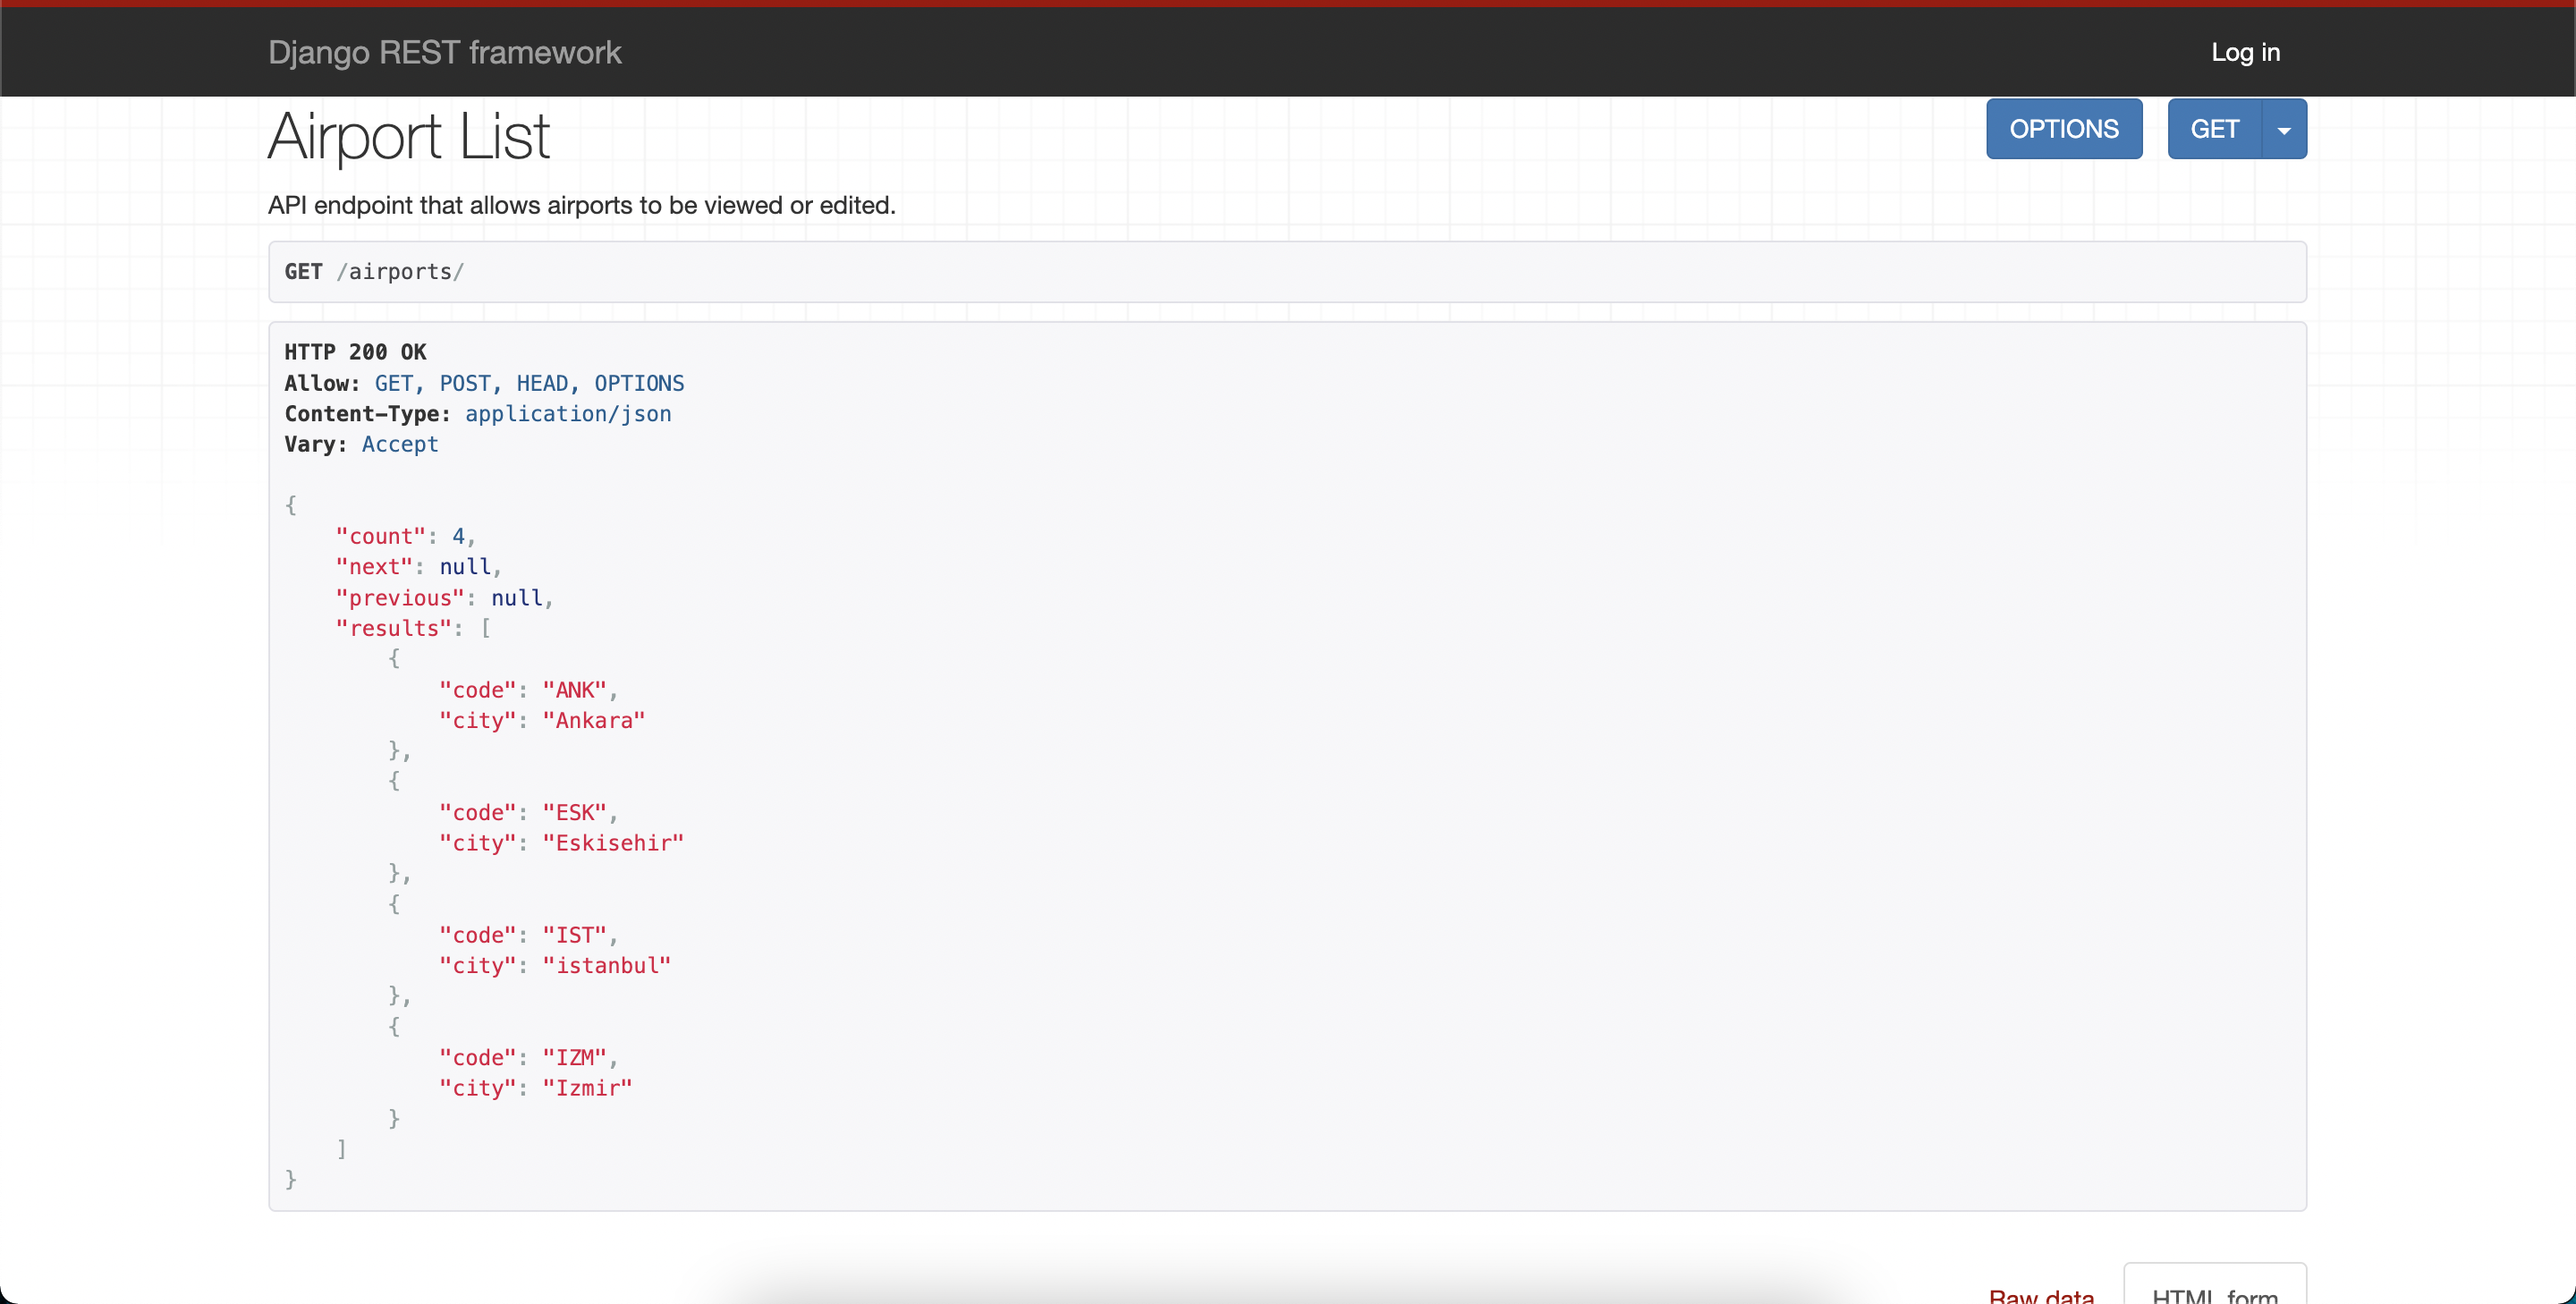 Django REST framework
Log in
Airport List
OPTIONS
GET
API endpoint that allows airports to be viewed or edited.
GET /airports/
HTTP 200 OK
Allow: GET, POST, HEAD, OPTIONS
Content-Type: application/json
Vary: Accept
{
    "count": 4,
    "next": null,
    "previous": null,
    "results": [
        {
            "code": "ANK",
            "city": "Ankara"
        },
        {
            "code": "ESK",
            "city": "Eskisehir"
        },
        {
            "code": "IST",
            "city": "istanbul"
        },
        {
            "code": "IZM",
            "city": "Izmir"
        }
    ]
}
Raw data
HTML form